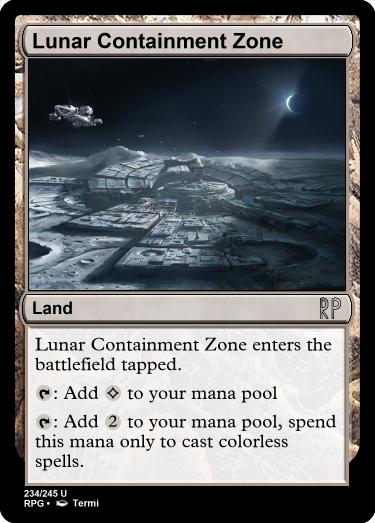 Lunar Containment Zone
Land
RP
Lunar Containment Zone enters the
battlefield tapped.
: Add to your mana pool
: Add 2 to your mana pool, spend
this mana only to cast colorless
spells.
234/245 U
RPG • Termi